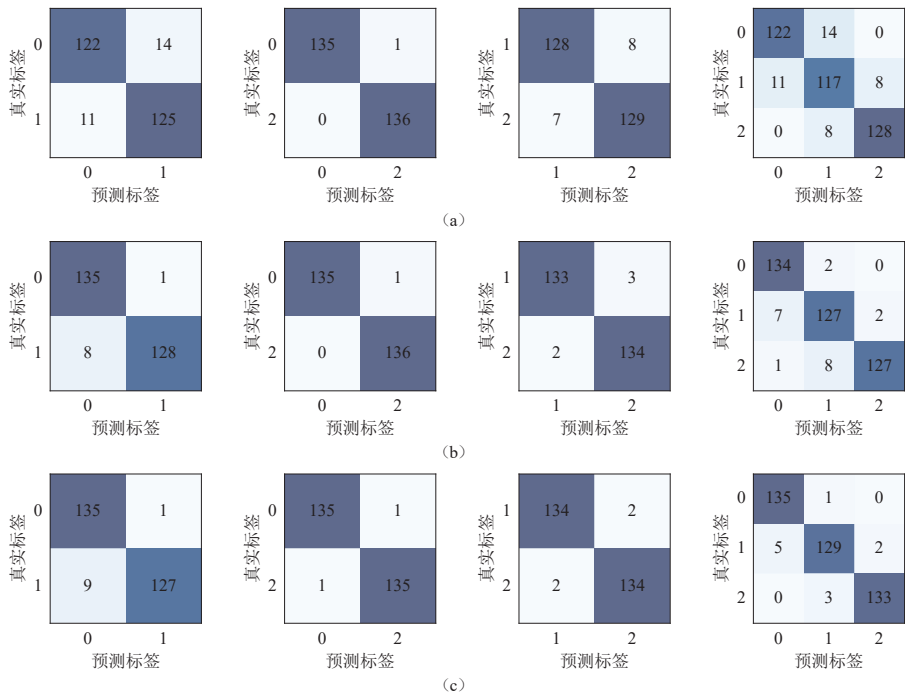 0 122 14 0 135 1 1 128 8 0 122 14 0
真实标签 真实标签 真实标签 真实标签
1 11 117 8
1 11 125 2 0 136 2 7 129 2 0 8 128
0 1 0 2 1 2 0 1 2
预测标签 预测标签 预测标签 预测标签
（a）
0 135 1 0 135 1 1 133 3 0 134 2 0
真实标签 真实标签 真实标签 真实标签
1 7 127 2
1 8 128 2 0 136 2 2 134 2 1 8 127
0 1 0 2 1 2 0 1 2
预测标签 预测标签 预测标签 预测标签
（b）
0 135 1 0 135 1 1 134 2 0 135 1 0
真实标签 真实标签 真实标签 真实标签
1 5 129 2
1 9 127 2 1 135 2 2 134 2 0 3 133
0 1 0 2 1 2 0 1 2
预测标签 预测标签 预测标签 预测标签
（c）